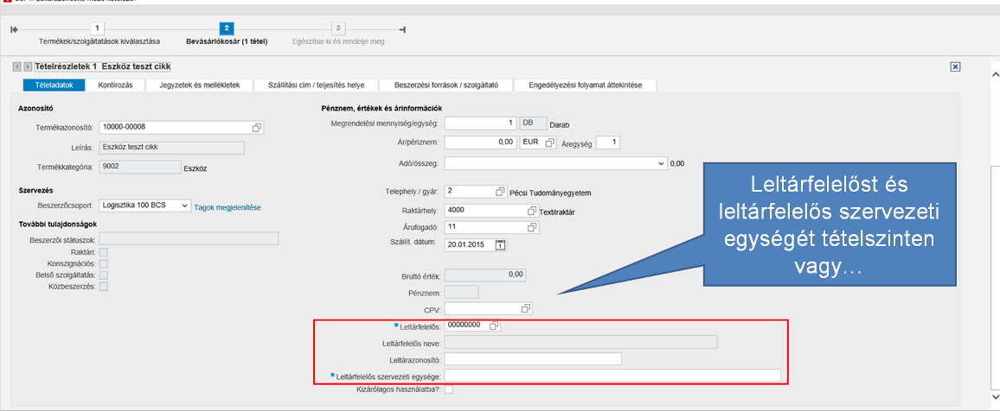 1
2
3
Termékek/szolgáltatások kiválasztása
Bevásárlókosár (1 tétel)
Egészítse ki és rendelje meg
Tételrészletek 1 Eszköz teszt cikk
Tételadatok
Kontírozás
Jegyzetek és mellékletek
Szállítási cím / teljesítés helye
Beszerzési források / szolgáltató
Engedélyezési folyamat áttekintése
Azonosító
Termékazonosító: 10000-00008
Leírás: Eszköz teszt cikk
Termékkategória: 9002 Eszköz
Szervezés
Beszerzőcsoport: Logisztika 100 BCS Tagok megjelenítése
További tulajdonságok
Beszerzői státuszok:
Raktári:
Konszignációs:
Belső szolgáltatás:
Közbeszerzés:
Pénznem, értékek és árinformációk
Megrendelési mennyiség/egység: 1 DB Darab
Ár/pénznem: 0,00 EUR Áregység 1
Adó/összeg: 0,00
Telephely / gyár: 2 Pécsi Tudományegyetem
Raktárhely: 4000 Textilraktár
Árufogadó: 11
Szállít. dátum: 20.01.2015
Bruttó érték: 0,00
Pénznem:
CPV:
* Leltárfelelős: 00000000
Leltárfelelős neve:
Leltárazonosító:
* Leltárfelelős szervezeti egysége:
Kizárólagos használatba?:
Leltárfelelőst és
leltárfelelős szervezeti
egységét tételszinten
vagy…